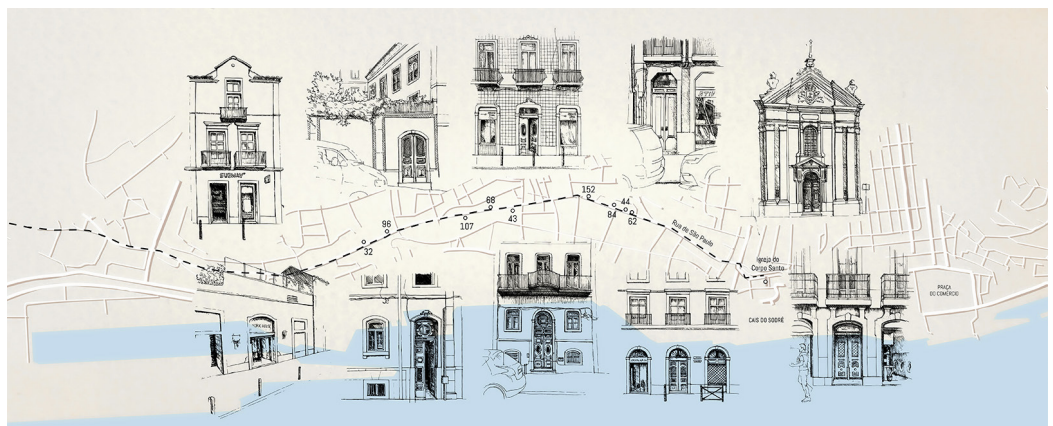 SUBWAY
152
68
44
96
43
84
62
107
32
Rua de São Paulo
Igreja do
Corpo Santo
PRAÇA
DO COMÉRCIO
CAIS DO SODRÉ